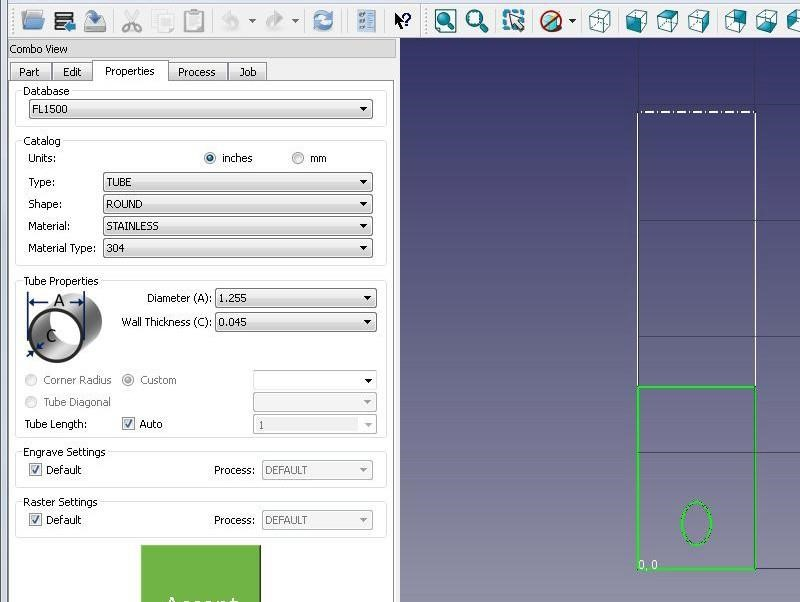 Combo View
Part Edit Properties Process Job
Database
FL1500
Catalog
Units: inches mm
Type: TUBE
Shape: ROUND
Material: STAINLESS
Material Type: 304
Tube Properties
A
C
Diameter (A): 1.255
Wall Thickness (C): 0.045
Corner Radius Custom
Tube Diagonal
Tube Length: Auto 1
Engrave Settings
Default Process: DEFAULT
Raster Settings
Default Process: DEFAULT
Accept
0, 0